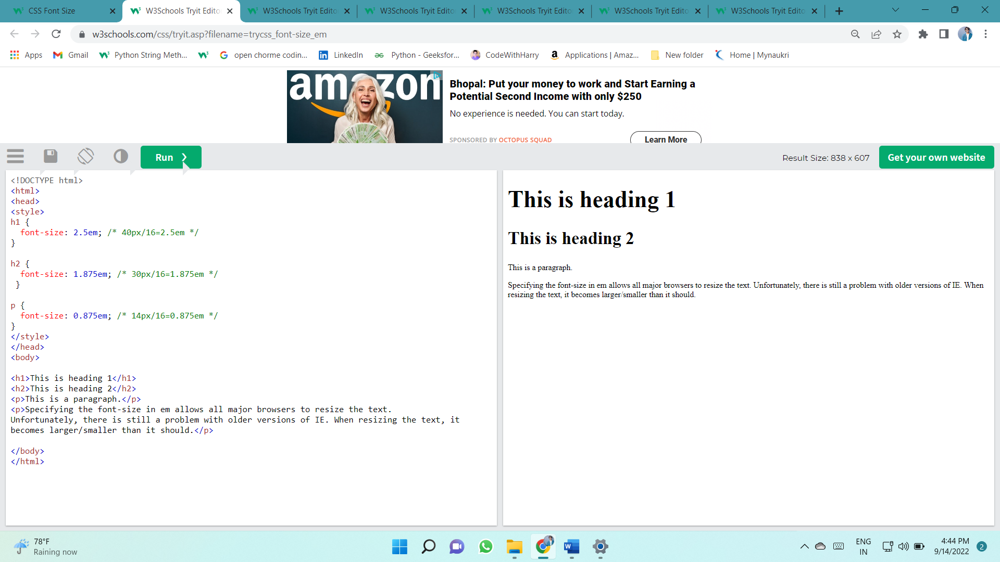 CSS Font Size
W3Schools Tryit Edito
W3Schools Tryit Edito
W3Schools Tryit Edito
W3Schools Tryit Edito
W3Schools Tryit Edito
W3Schools Tryit Edito
w3schools.com/css/tryit.asp?filename=trycss_font-size_em
Apps
Gmail
Python String Meth...
open chorme codin...
LinkedIn
Python - Geeksfor...
CodeWithHarry
Applications | Amaz...
New folder
Home | Mynaukri
amazon
Bhopal: Put your money to work and Start Earning a
Potential Second Income with only $250
No experience is needed. You can start today.
SPONSORED BY OCTOPUS SQUAD
Learn More
Run ❯
Result Size: 838 x 607
Get your own website
<!DOCTYPE html>
<html>
<head>
<style>
h1 {
  font-size: 2.5em; /* 40px/16=2.5em */
}
h2 {
  font-size: 1.875em; /* 30px/16=1.875em */
 }
p {
  font-size: 0.875em; /* 14px/16=0.875em */
}
</style>
</head>
<body>
<h1>This is heading 1</h1>
<h2>This is heading 2</h2>
<p>This is a paragraph.</p>
<p>Specifying the font-size in em allows all major browsers to resize the text.
Unfortunately, there is still a problem with older versions of IE. When resizing the text, it
becomes larger/smaller than it should.</p>
</body>
</html>
This is heading 1
This is heading 2
This is a paragraph.
Specifying the font-size in em allows all major browsers to resize the text. Unfortunately, there is still a problem with older versions of IE. When
resizing the text, it becomes larger/smaller than it should.
78°F
Raining now
ENG
IN
4:44 PM
9/14/2022
2